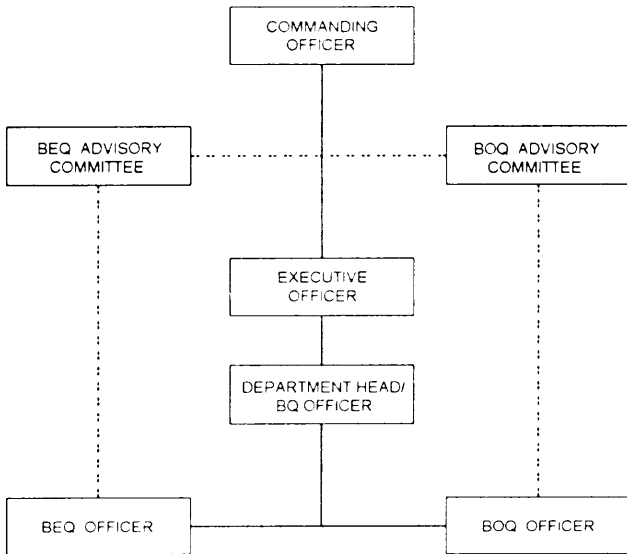 COMMANDING
OFFICER
BEQ ADVISORY
COMMITTEE
BOQ ADVISORY
COMMITTEE
EXECUTIVE
OFFICER
DEPARTMENT HEAD/
BQ OFFICER
BEQ OFFICER
BOQ OFFICER